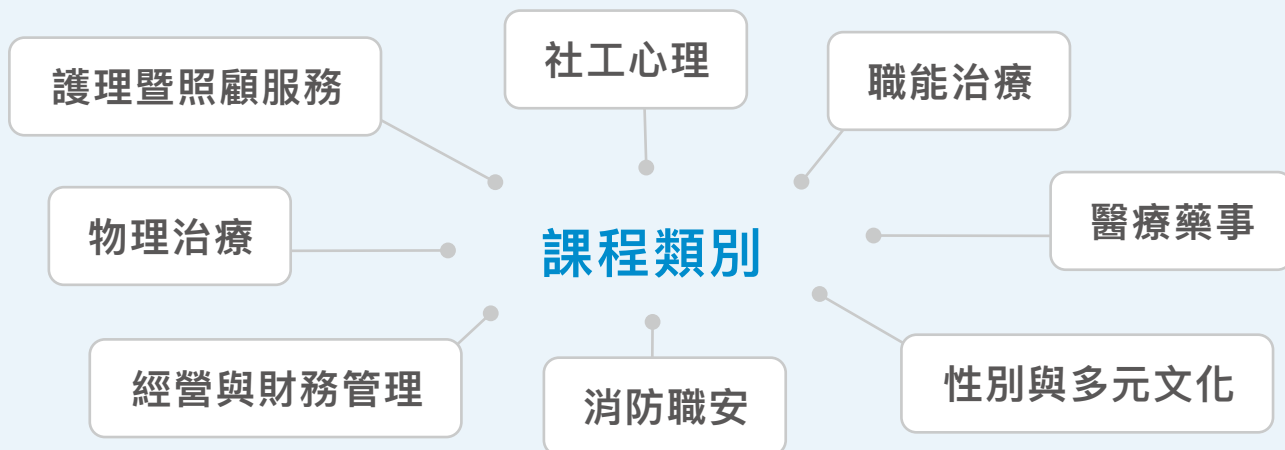 社工心理
職能治療
護理暨照顧服務
醫療藥事
物理治療
課程類別
性別與多元文化
經營與財務管理
消防職安